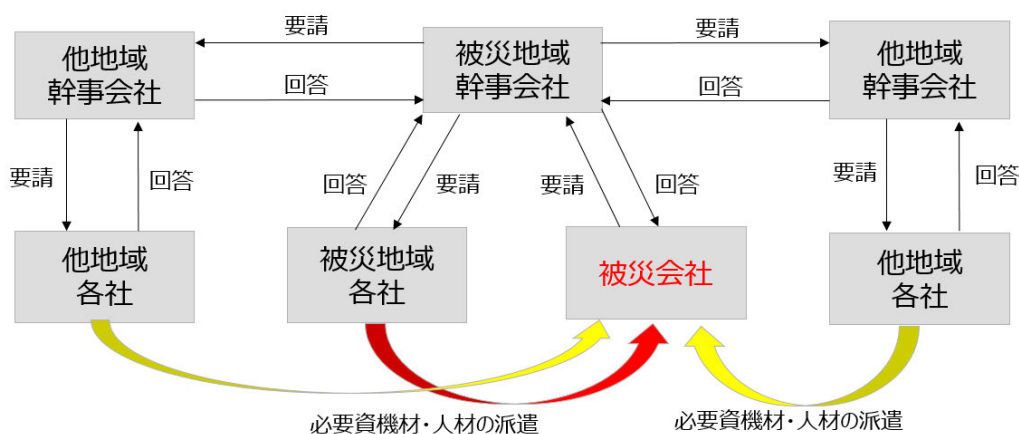 要請
要請
他地域
幹事会社
被災地域
幹事会社
他地域
幹事会社
回答
回答
要請
回答
回答
要請
要請
回答
要請
回答
他地域
各社
被災地域
各社
被災会社
他地域
各社
必要資機材・人材の派遣
必要資機材・人材の派遣